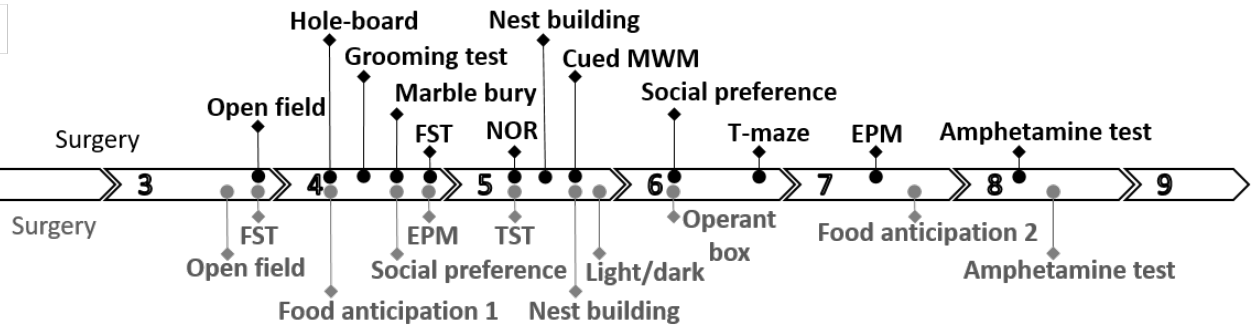 Hole-board
Nest building
Grooming test
Cued MWM
Open field
Marble bury
Social preference
Surgery
FST
NOR
T-maze
EPM
Amphetamine test
3
4
5
6
7
8
9
Surgery
FST
EPM
TST
Operant
box
Food anticipation 2
Open field
Social preference
Light/dark
Amphetamine test
Food anticipation 1
Nest building